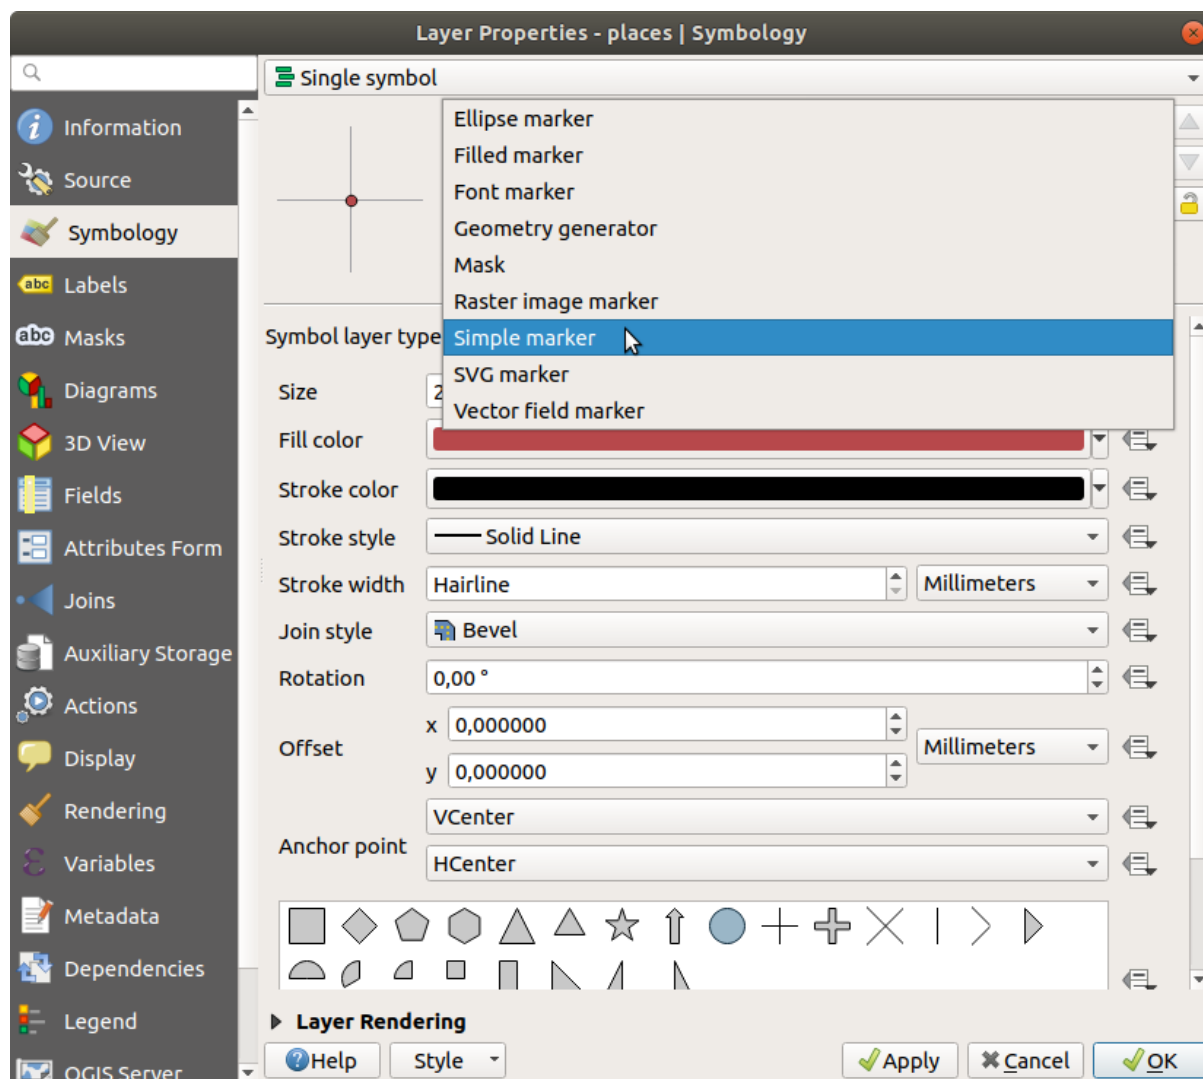 Layer Properties - places | Symbology
Single symbol
Information
Source
Symbology
abc Labels
abc Masks
Diagrams
3D View
Fields
Attributes Form
Joins
Auxiliary Storage
Actions
Display
Rendering
Variables
Metadata
Dependencies
Legend
QGIS Server
Ellipse marker
Filled marker
Font marker
Geometry generator
Mask
Raster image marker
Simple marker
SVG marker
Vector field marker
Symbol layer type
Size 2
Fill color
Stroke color
Stroke style Solid Line
Stroke width Hairline Millimeters
Join style Bevel
Rotation 0,00 °
Offset x 0,000000 Millimeters
y 0,000000
Anchor point VCenter
HCenter
Layer Rendering
Help Style Apply Cancel OK